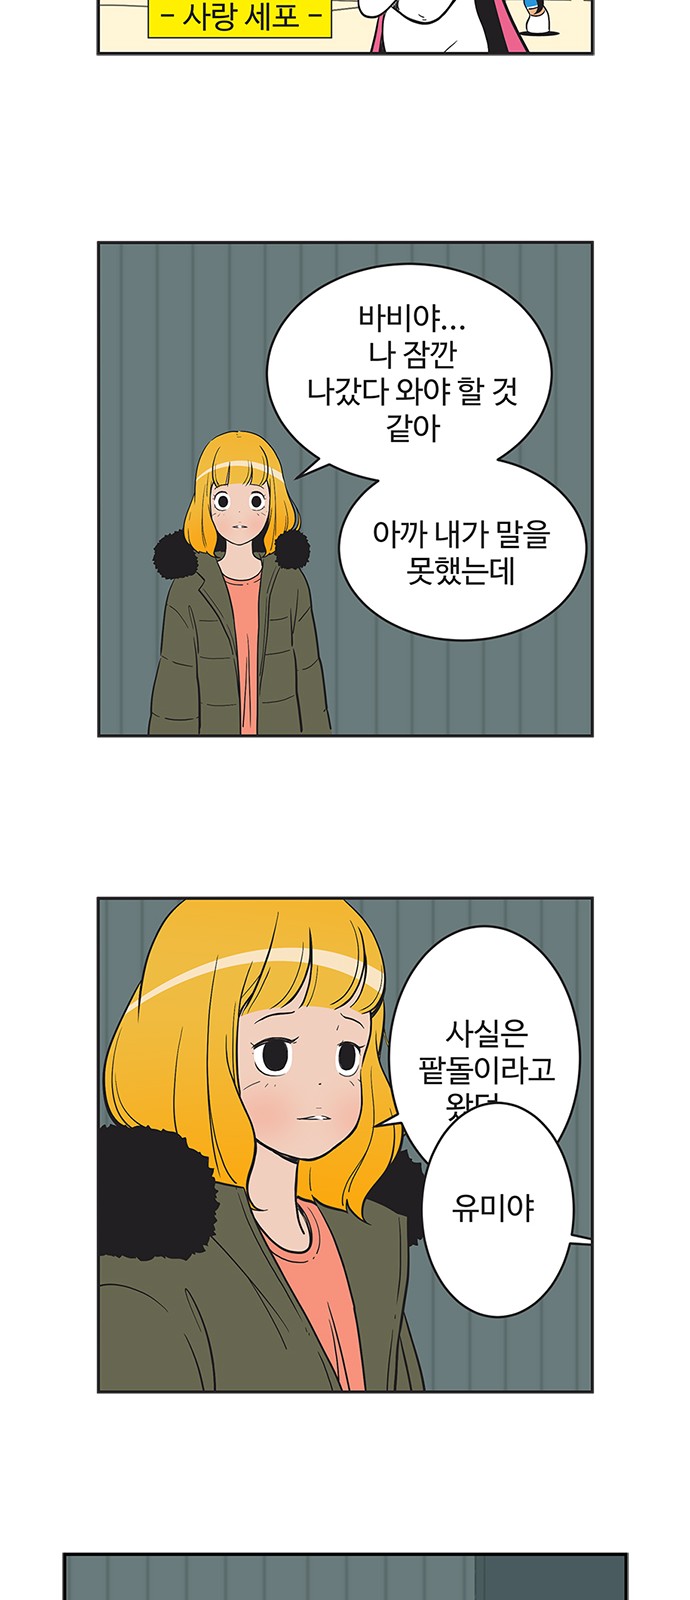 - 사랑 세포 -
바비야...
나 잠깐
나갔다 와야 할 것
같아
아까 내가 말을
못했는데
사실은
팥돌이라고
왔던
유미야